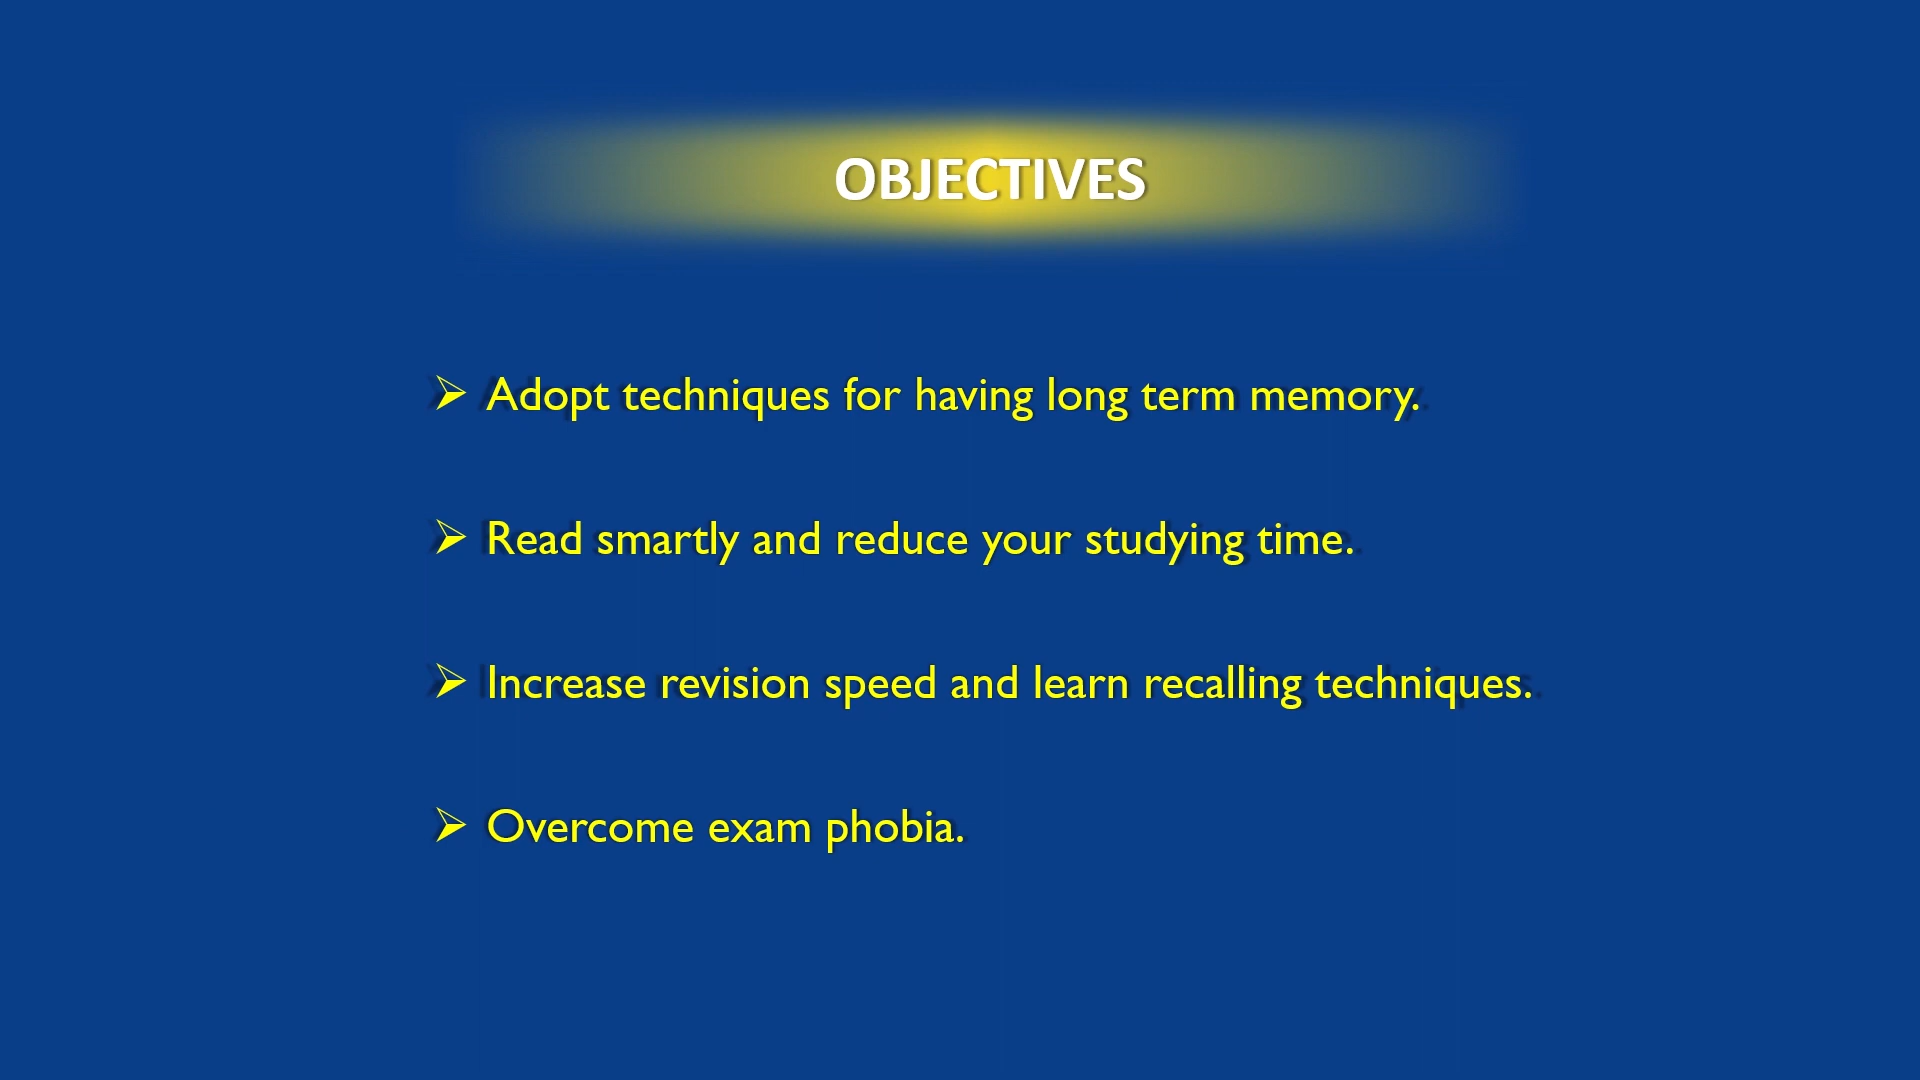 OBJECTIVES
➢ Adopt techniques for having long term memory.
➢ Read smartly and reduce your studying time.
➢ Increase revision speed and learn recalling techniques.
➢ Overcome exam phobia.